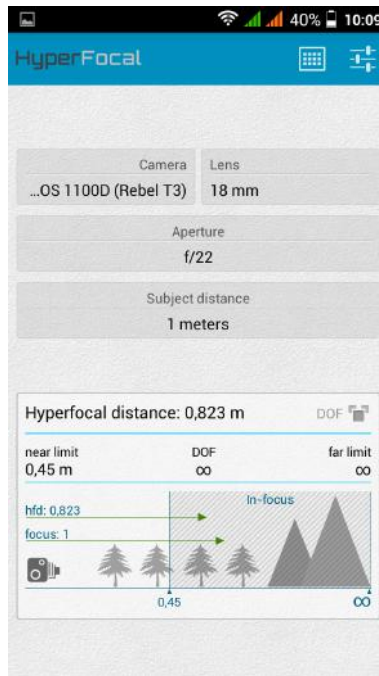 40% 10:09
HyperFocal
Camera Lens
...OS 1100D (Rebel T3) 18 mm
Aperture
f/22
Subject distance
1 meters
Hyperfocal distance: 0,823 m DOF
near limit DOF far limit
0,45 m ∞ ∞
In-focus
hfd: 0,823
focus: 1
0,45 ∞